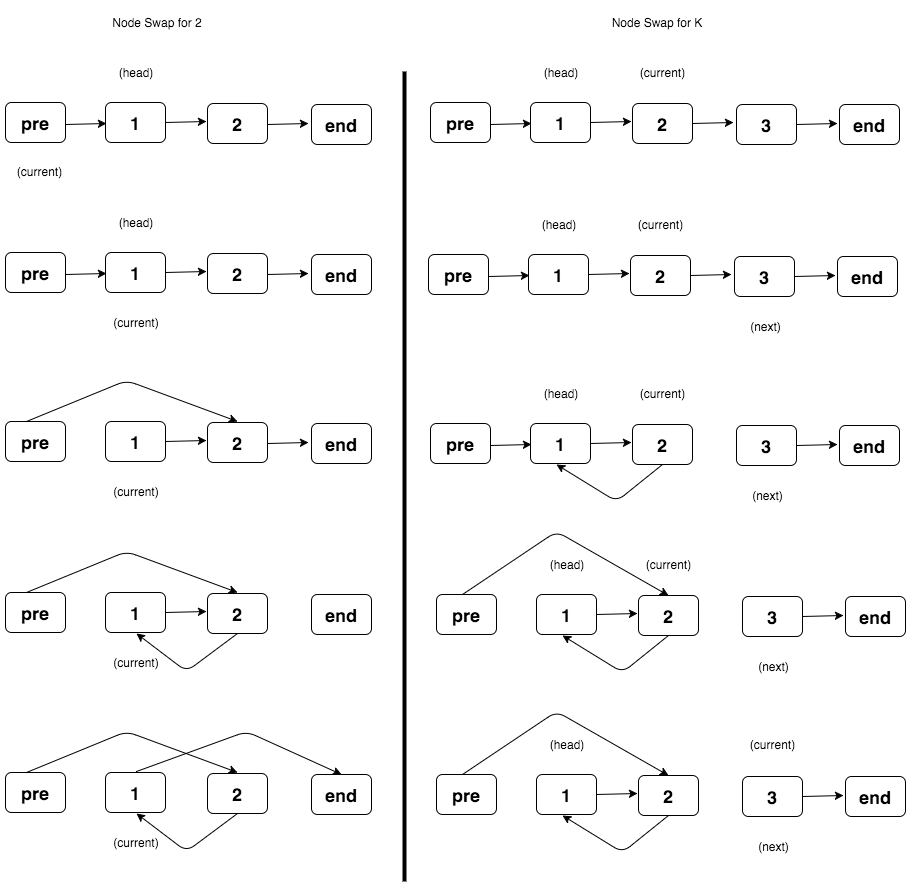 Node Swap for 2
(head)
pre 1 2 end
(current)
(head)
pre 1 2 end
(current)
pre 1 2 end
(current)
pre 1 2 end
(current)
pre 1 2 end
(current)
Node Swap for K
(head) (current)
pre 1 2 3 end
(head) (current)
pre 1 2 3 end
(next)
(head) (current)
pre 1 2 3 end
(next)
(head) (current)
pre 1 2 3 end
(next)
(head) (current)
pre 1 2 3 end
(next)